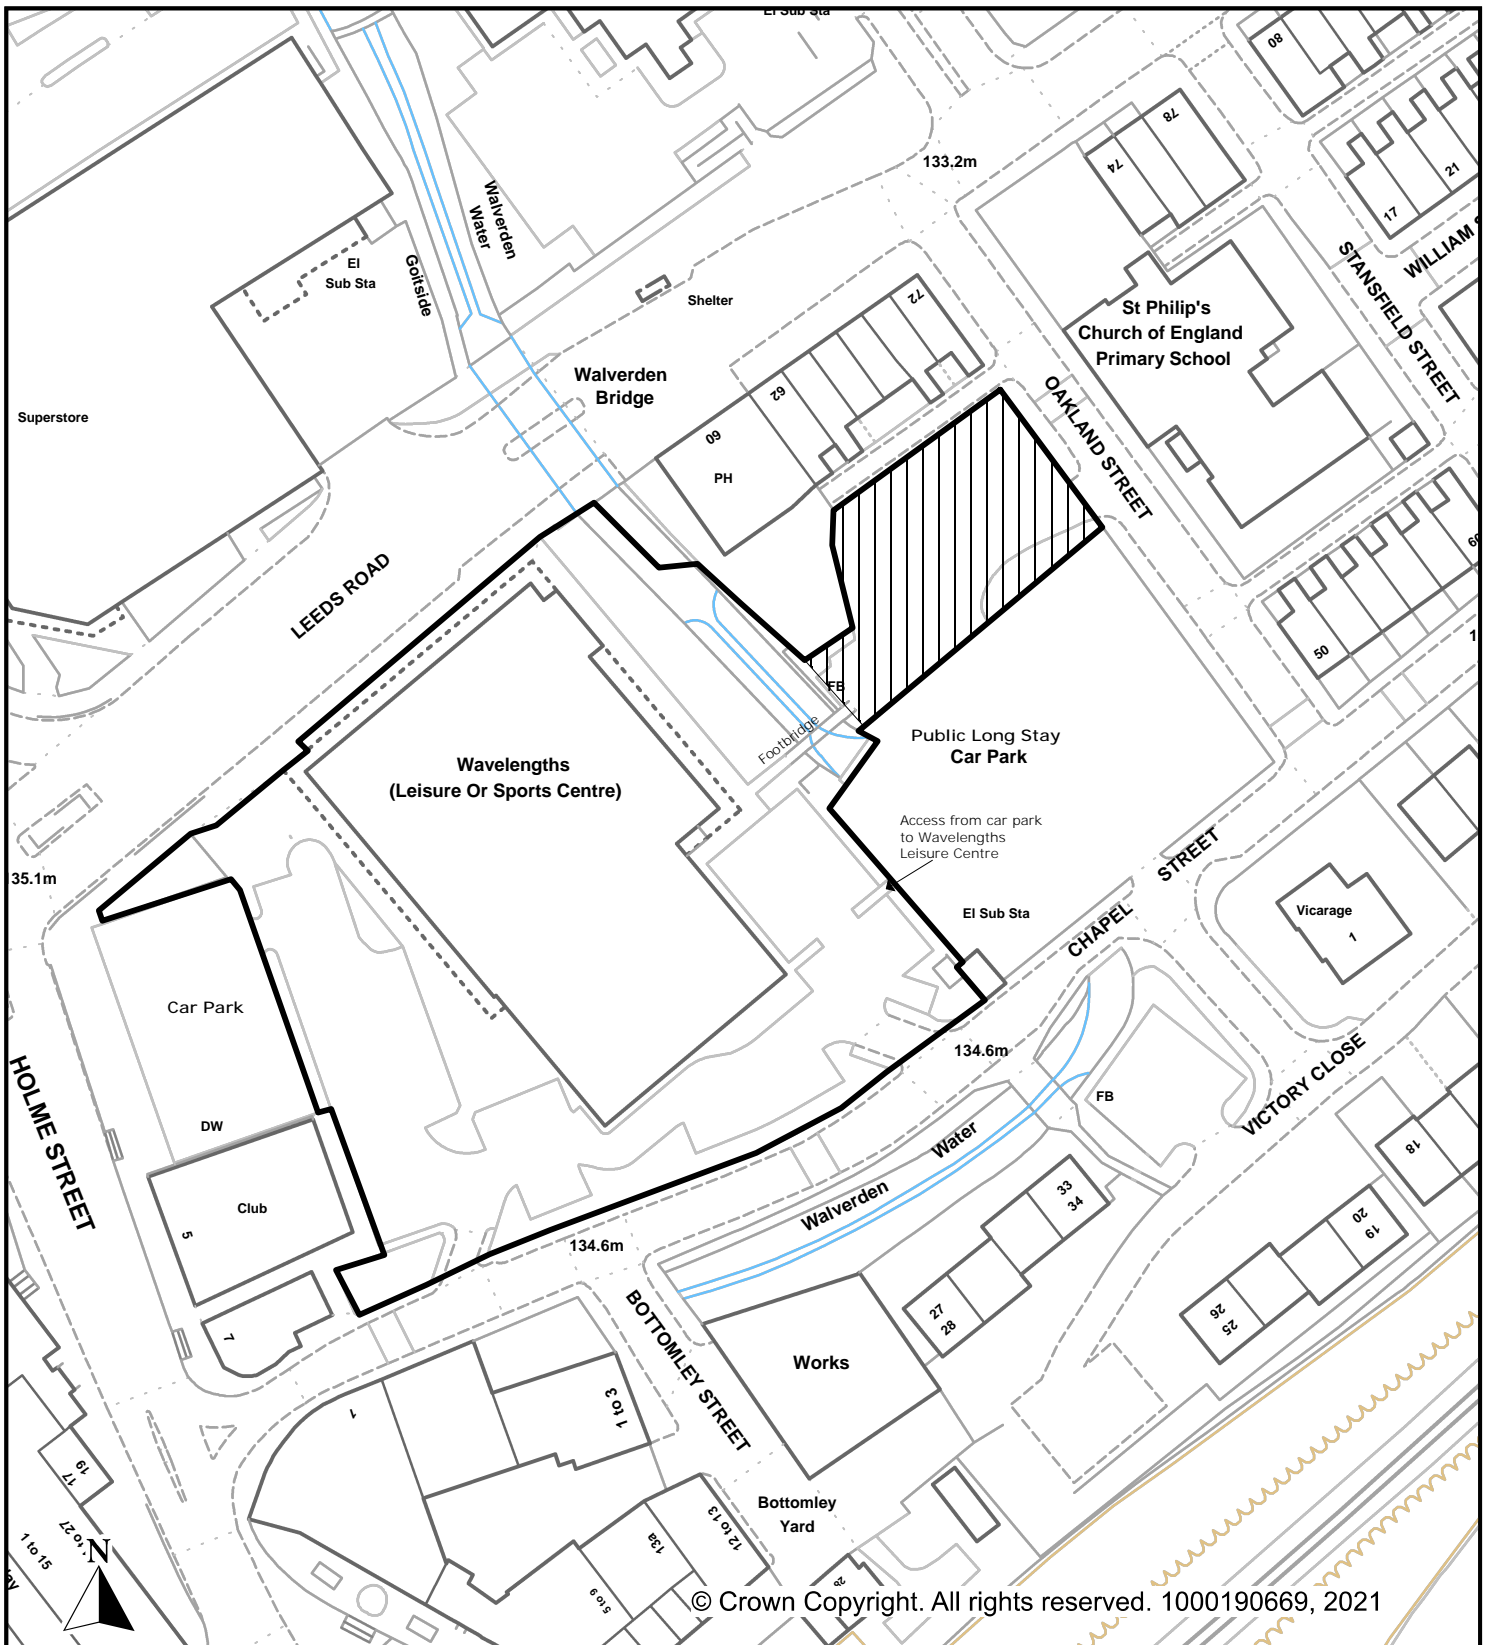 El Sub Sta
80
78
74
133.2m
21
17
WILLIAM S
STANSFIELD STREET
Walverden
Water
El
Sub Sta
Goitside
Shelter
72
St Philip's
Church of England
Primary School
Walverden
Bridge
62
60
PH
Superstore
OAKLAND STREET
LEEDS ROAD
66
50
1
FB
Footbridge
Public Long Stay
Car Park
Wavelengths
(Leisure Or Sports Centre)
Access from car park
to Wavelengths
Leisure Centre
35.1m
El Sub Sta
CHAPEL STREET
Vicarage
1
Car Park
134.6m
HOLME STREET
DW
FB
VICTORY CLOSE
Water
Walverden
18
Club
5
33
34
20
19
134.6m
BOTTOMLEY STREET
27
28
26
25
7
Works
1
1 to 3
19
17
Bottomley
Yard
12 to 13
13a
5 to 9
28
1 to 15
N
© Crown Copyright. All rights reserved. 1000190669, 2021